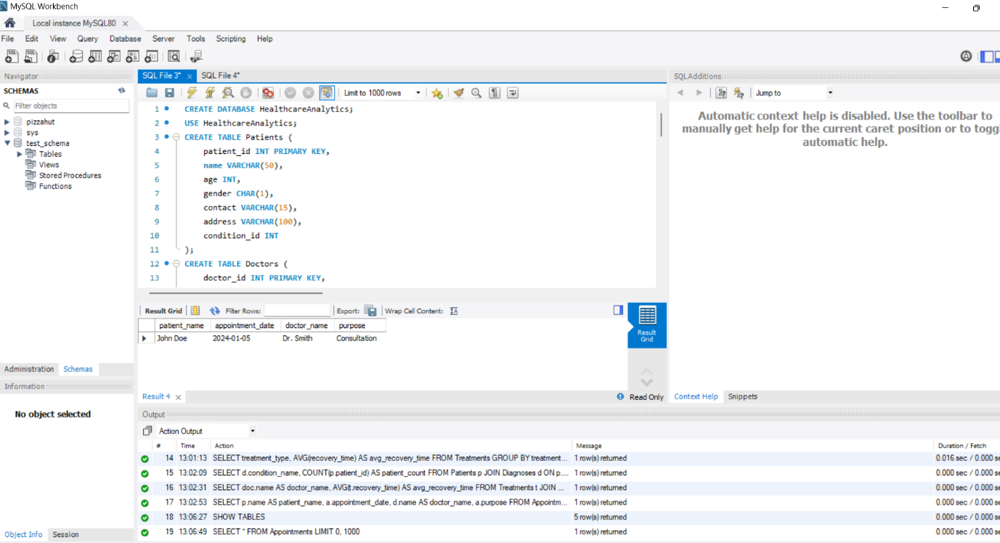 MySQL Workbench
Local instance MySQL80
File Edit View Query Database Server Tools Scripting Help
Navigator
SCHEMAS
Filter objects
pizzahut
sys
test_schema
Tables
Views
Stored Procedures
Functions
Administration Schemas
Information
No object selected
Object Info Session
SQL File 3* SQL File 4*
Limit to 1000 rows
1 CREATE DATABASE HealthcareAnalytics;
2 USE HealthcareAnalytics;
3 CREATE TABLE Patients (
4 patient_id INT PRIMARY KEY,
5 name VARCHAR(50),
6 age INT,
7 gender CHAR(1),
8 contact VARCHAR(15),
9 address VARCHAR(100),
10 condition_id INT
11 );
12 CREATE TABLE Doctors (
13 doctor_id INT PRIMARY KEY,
Result Grid Filter Rows: Export: Wrap Cell Content:
patient_name appointment_date doctor_name purpose
John Doe 2024-01-05 Dr. Smith Consultation
Result Grid
Result 4 Read Only
SQLAdditions
Jump to
Automatic context help is disabled. Use the toolbar to
manually get help for the current caret position or to toggl
automatic help.
Context Help Snippets
Output
Action Output
# Time Action Message Duration / Fetch
14 13:01:13 SELECT treatment_type, AVG(recovery_time) AS avg_recovery_time FROM Treatments GROUP BY treatment... 1 row(s) returned 0.016 sec / 0.000 se
15 13:02:09 SELECT d.condition_name, COUNT(p.patient_id) AS patient_count FROM Patients p JOIN Diagnoses d ON p.... 1 row(s) returned 0.000 sec / 0.000 se
16 13:02:31 SELECT doc.name AS doctor_name, AVG(t.recovery_time) AS avg_recovery_time FROM Treatments t JOIN ... 1 row(s) returned 0.000 sec / 0.000 se
17 13:02:53 SELECT p.name AS patient_name, a.appointment_date, d.name AS doctor_name, a.purpose FROM Appointm... 1 row(s) returned 0.000 sec / 0.000 se
18 13:06:27 SHOW TABLES 5 row(s) returned 0.000 sec / 0.000 se
19 13:06:49 SELECT * FROM Appointments LIMIT 0, 1000 1 row(s) returned 0.000 sec / 0.000 se